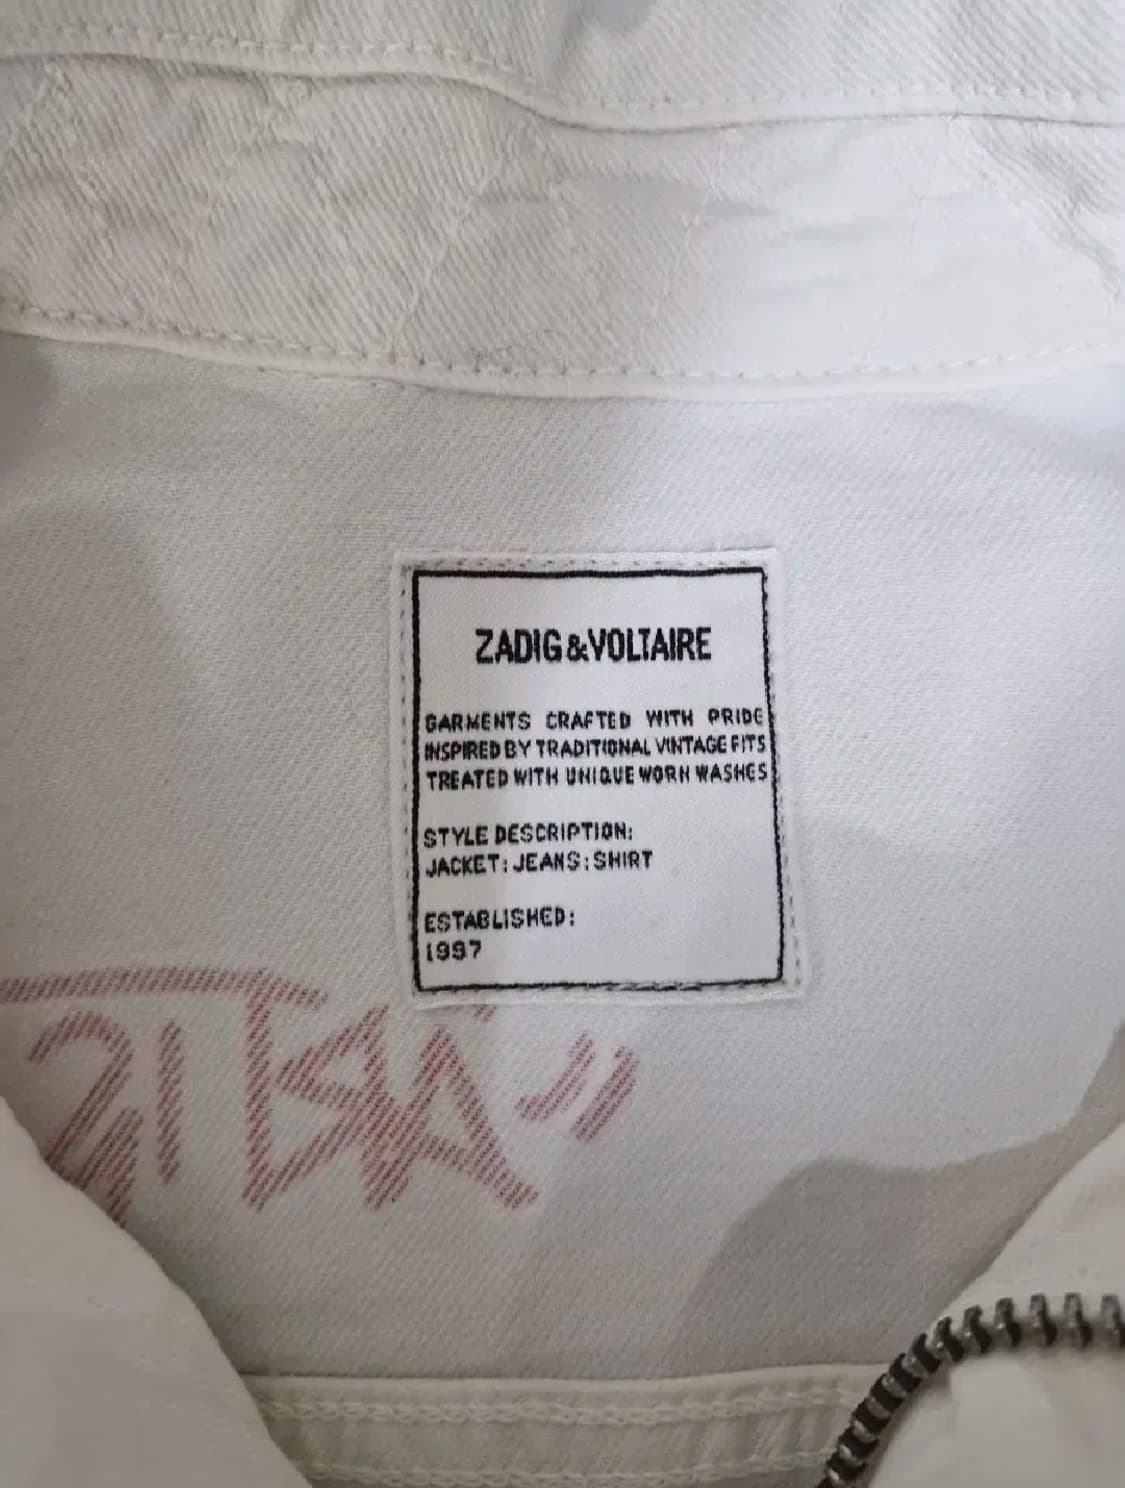 ZADIG&VOLTAIRE
GARMENTS CRAFTED WITH PRIDE
INSPIRED BY TRADITIONAL VINTAGE FITS
TREATED WITH UNIQUE WORN WASHES
STYLE DESCRIPTION:
JACKET: JEANS: SHIRT
ESTABLISHED:
1997